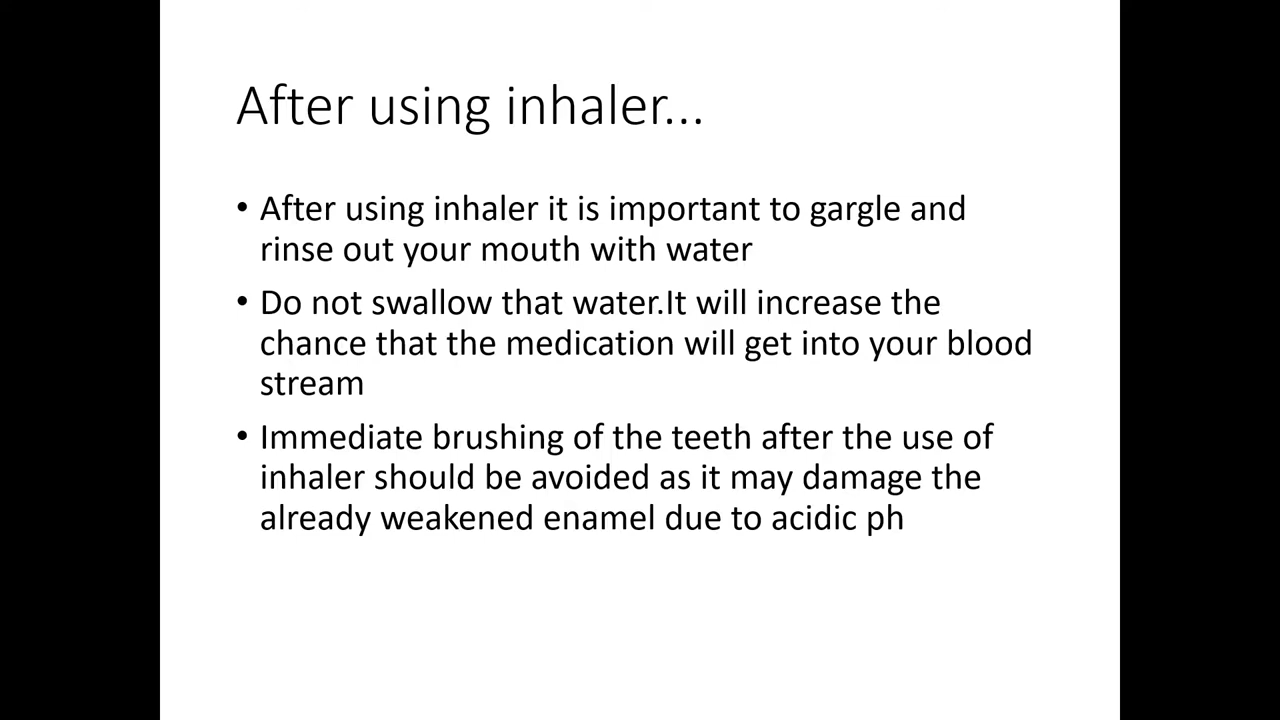 After using inhaler...
• After using inhaler it is important to gargle and
rinse out your mouth with water
• Do not swallow that water.It will increase the
chance that the medication will get into your blood
stream
• Immediate brushing of the teeth after the use of
inhaler should be avoided as it may damage the
already weakened enamel due to acidic ph